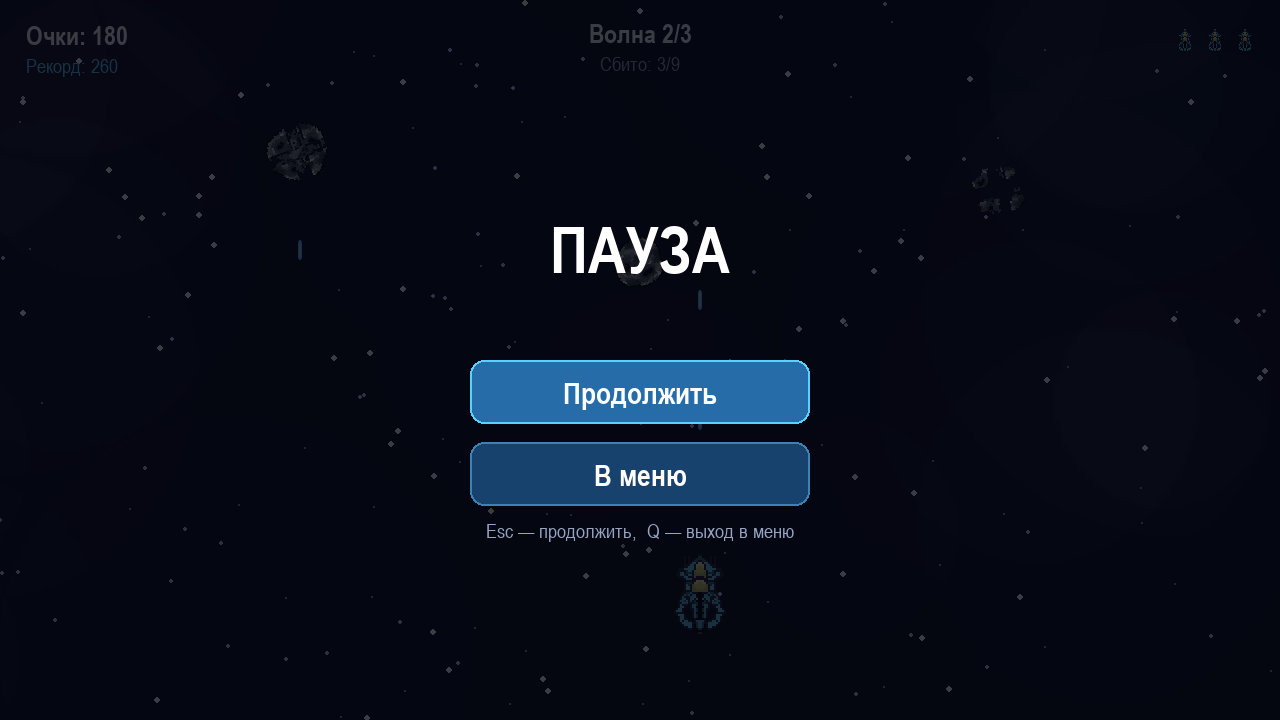 Очки: 180
Волна 2/3
Рекорд: 260
Сбито: 3/9
ПАУЗА
Продолжить
В меню
Esc — продолжить,  Q — выход в меню